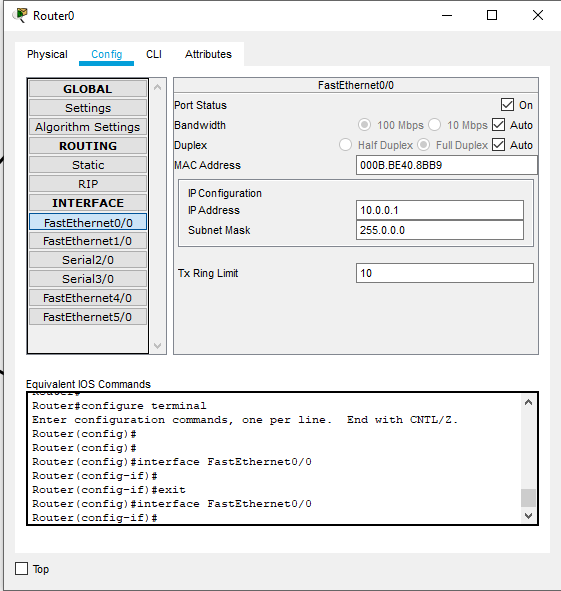 Router0
Physical Config CLI Attributes
GLOBAL
Settings
Algorithm Settings
ROUTING
Static
RIP
INTERFACE
FastEthernet0/0
FastEthernet1/0
Serial2/0
Serial3/0
FastEthernet4/0
FastEthernet5/0
FastEthernet0/0
Port Status On
Bandwidth 100 Mbps 10 Mbps Auto
Duplex Half Duplex Full Duplex Auto
MAC Address 000B.BE40.8BB9
IP Configuration
IP Address 10.0.0.1
Subnet Mask 255.0.0.0
Tx Ring Limit 10
Equivalent IOS Commands
Router#
Router#configure terminal
Enter configuration commands, one per line. End with CNTL/Z.
Router(config)#
Router(config)#
Router(config)#interface FastEthernet0/0
Router(config-if)#
Router(config-if)#exit
Router(config)#interface FastEthernet0/0
Router(config-if)#
Top